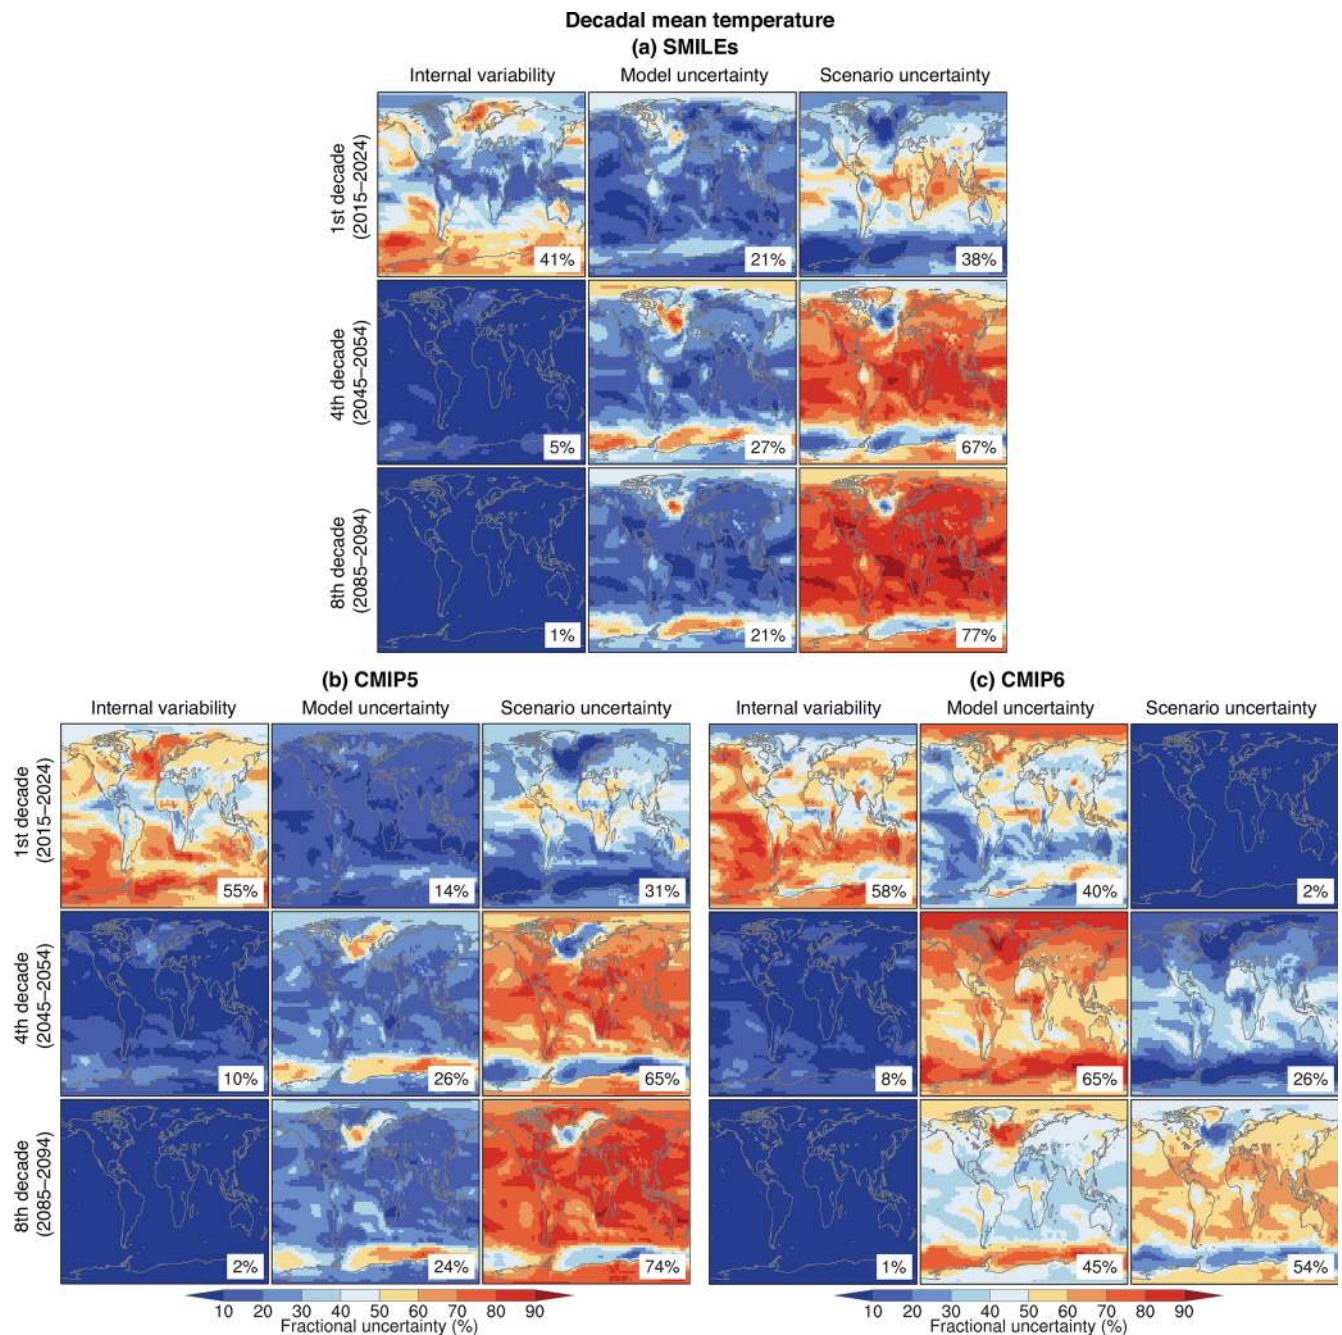 Decadal mean temperature
(a) SMILEs
Internal variability Model uncertainty Scenario uncertainty
1st decade
(2015–2024)
41% 21% 38%
4th decade
(2045–2054)
5% 27% 67%
8th decade
(2085–2094)
1% 21% 77%
(b) CMIP5
Internal variability Model uncertainty Scenario uncertainty
1st decade
(2015–2024)
55% 14% 31%
4th decade
(2045–2054)
10% 26% 65%
8th decade
(2085–2094)
2% 24% 74%
10 20 30 40 50 60 70 80 90
Fractional uncertainty (%)
(c) CMIP6
Internal variability Model uncertainty Scenario uncertainty
58% 40% 2%
8% 65% 26%
1% 45% 54%
10 20 30 40 50 60 70 80 90
Fractional uncertainty (%)